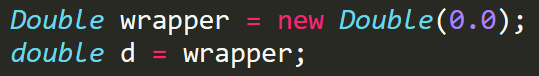 Double wrapper = new Double(0.0);
double d = wrapper;